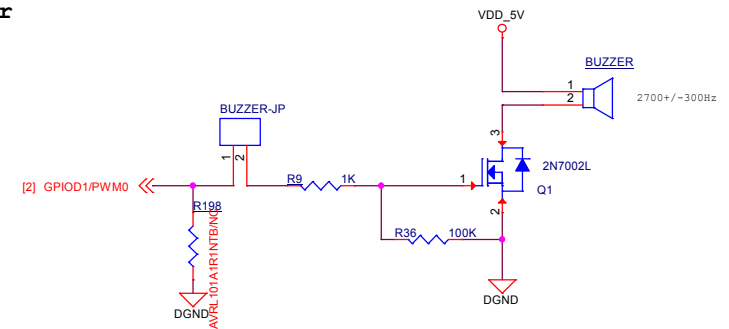 r
VDD_5V
BUZZER
1
2
2700+/-300Hz
BUZZER-JP
1
2
3
2N7002L
Q1
[2] GPIOD1/PWM0
R9
1K
1
2
R198
AVRL101A1R1NTB/NC
R36
100K
DGND
DGND